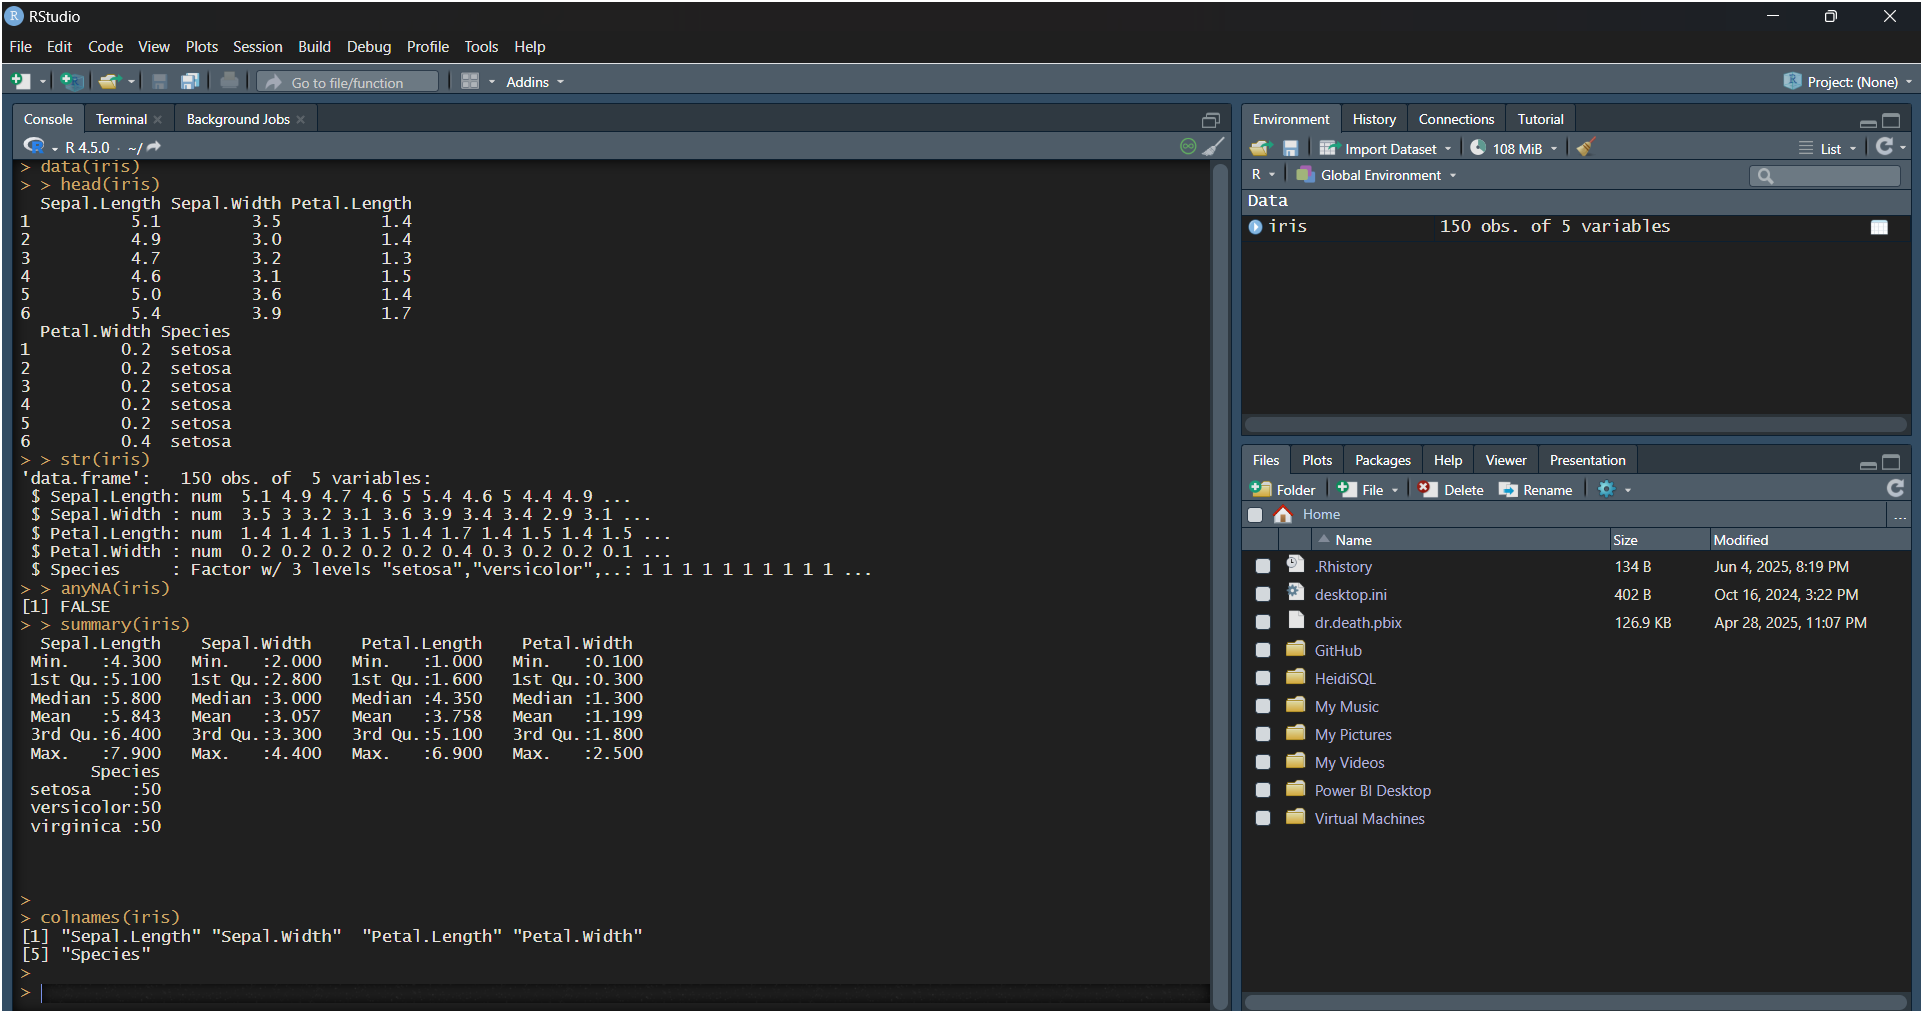 RStudio
File Edit Code View Plots Session Build Debug Profile Tools Help
Go to file/function Addins Project: (None)
Console Terminal Background Jobs
R 4.5.0 · ~/
> data(iris)
> > head(iris)
  Sepal.Length Sepal.Width Petal.Length
1          5.1         3.5          1.4
2          4.9         3.0          1.4
3          4.7         3.2          1.3
4          4.6         3.1          1.5
5          5.0         3.6          1.4
6          5.4         3.9          1.7
  Petal.Width Species
1         0.2  setosa
2         0.2  setosa
3         0.2  setosa
4         0.2  setosa
5         0.2  setosa
6         0.4  setosa
> > str(iris)
'data.frame':   150 obs. of  5 variables:
 $ Sepal.Length: num  5.1 4.9 4.7 4.6 5 5.4 4.6 5 4.4 4.9 ...
 $ Sepal.Width : num  3.5 3 3.2 3.1 3.6 3.9 3.4 3.4 2.9 3.1 ...
 $ Petal.Length: num  1.4 1.4 1.3 1.5 1.4 1.7 1.4 1.5 1.4 1.5 ...
 $ Petal.Width : num  0.2 0.2 0.2 0.2 0.2 0.4 0.3 0.2 0.2 0.1 ...
 $ Species     : Factor w/ 3 levels "setosa","versicolor",..: 1 1 1 1 1 1 1 1 1 1 ...
> > anyNA(iris)
[1] FALSE
> > summary(iris)
  Sepal.Length    Sepal.Width     Petal.Length    Petal.Width
 Min.   :4.300   Min.   :2.000   Min.   :1.000   Min.   :0.100
 1st Qu.:5.100   1st Qu.:2.800   1st Qu.:1.600   1st Qu.:0.300
 Median :5.800   Median :3.000   Median :4.350   Median :1.300
 Mean   :5.843   Mean   :3.057   Mean   :3.758   Mean   :1.199
 3rd Qu.:6.400   3rd Qu.:3.300   3rd Qu.:5.100   3rd Qu.:1.800
 Max.   :7.900   Max.   :4.400   Max.   :6.900   Max.   :2.500
       Species
 setosa    :50
 versicolor:50
 virginica :50
>
> colnames(iris)
[1] "Sepal.Length" "Sepal.Width"  "Petal.Length" "Petal.Width"
[5] "Species"
>
>
Environment History Connections Tutorial
Import Dataset 108 MiB List
R Global Environment
Data
iris 150 obs. of 5 variables
Files Plots Packages Help Viewer Presentation
Folder File Delete Rename
Home ...
Name Size Modified
.Rhistory 134 B Jun 4, 2025, 8:19 PM
desktop.ini 402 B Oct 16, 2024, 3:22 PM
dr.death.pbix 126.9 KB Apr 28, 2025, 11:07 PM
GitHub
HeidiSQL
My Music
My Pictures
My Videos
Power BI Desktop
Virtual Machines